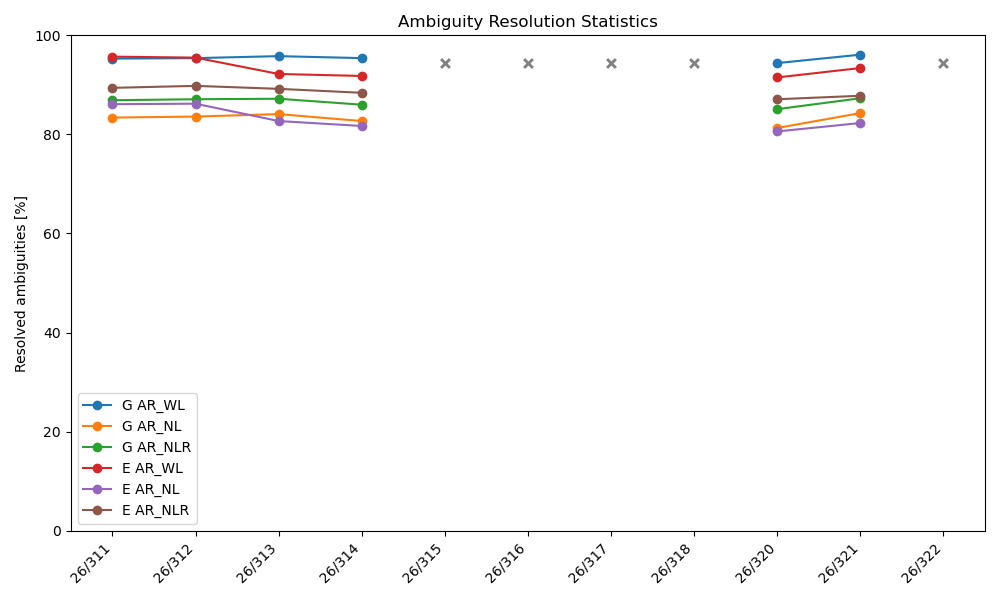 Ambiguity Resolution Statistics
100
80
60
40
20
0
Resolved ambiguities [%]
G AR_WL
G AR_NL
G AR_NLR
E AR_WL
E AR_NL
E AR_NLR
26/311
26/312
26/313
26/314
26/315
26/316
26/317
26/318
26/320
26/321
26/322